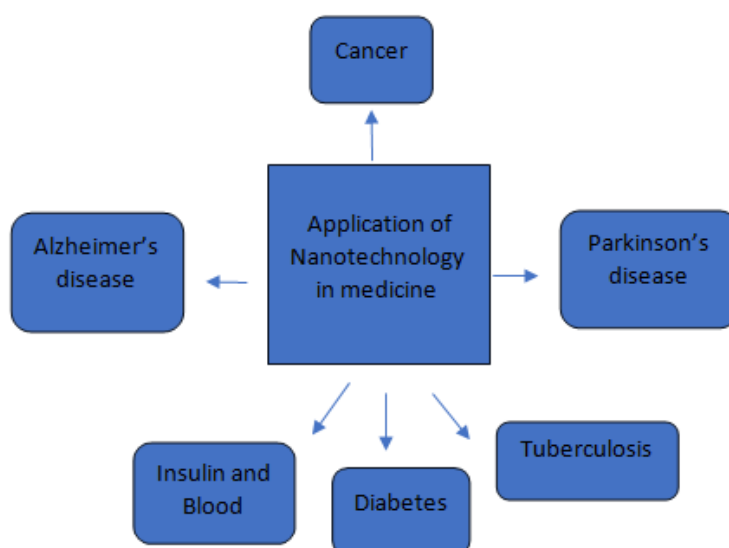 Cancer
Alzheimer's
disease
Application of
Nanotechnology
in medicine
Parkinson's
disease
Insulin and
Blood
Diabetes
Tuberculosis